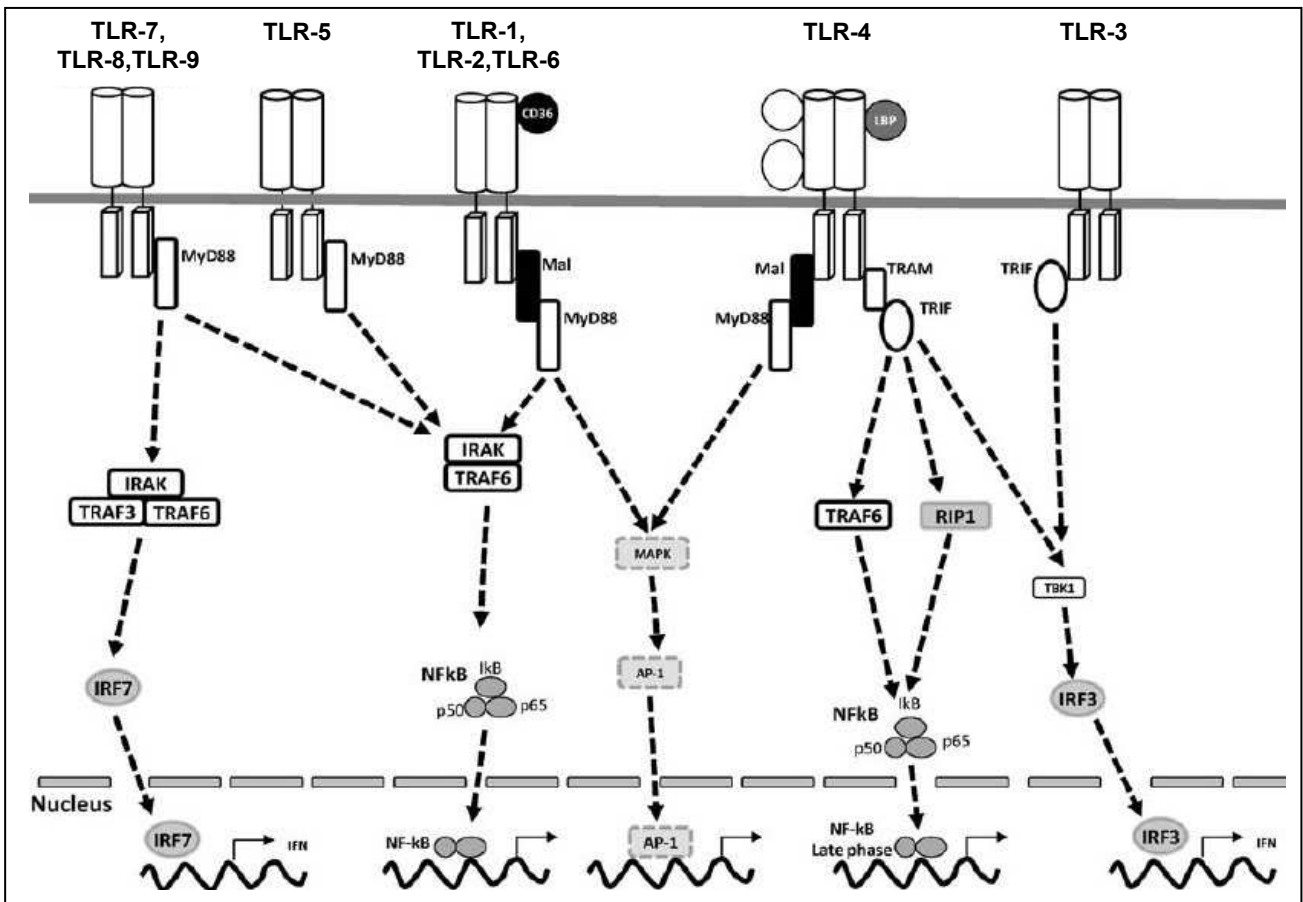 TLR-7,
TLR-8,TLR-9
TLR-5
TLR-1,
TLR-2,TLR-6
TLR-4
TLR-3
CD36
LBP
MyD88
MyD88
Mal
MyD88
Mal
MyD88
TRAM
TRIF
TRIF
IRAK
TRAF6
IRAK
TRAF3
TRAF6
TRAF6
RIP1
MAPK
TBK1
IRF7
NFkB
IkB
p50
p65
AP-1
NFkB
IkB
p50
p65
IRF3
Nucleus
IRF7
IFN
NF-kB
AP-1
NF-kB
Late phase
IRF3
IFN